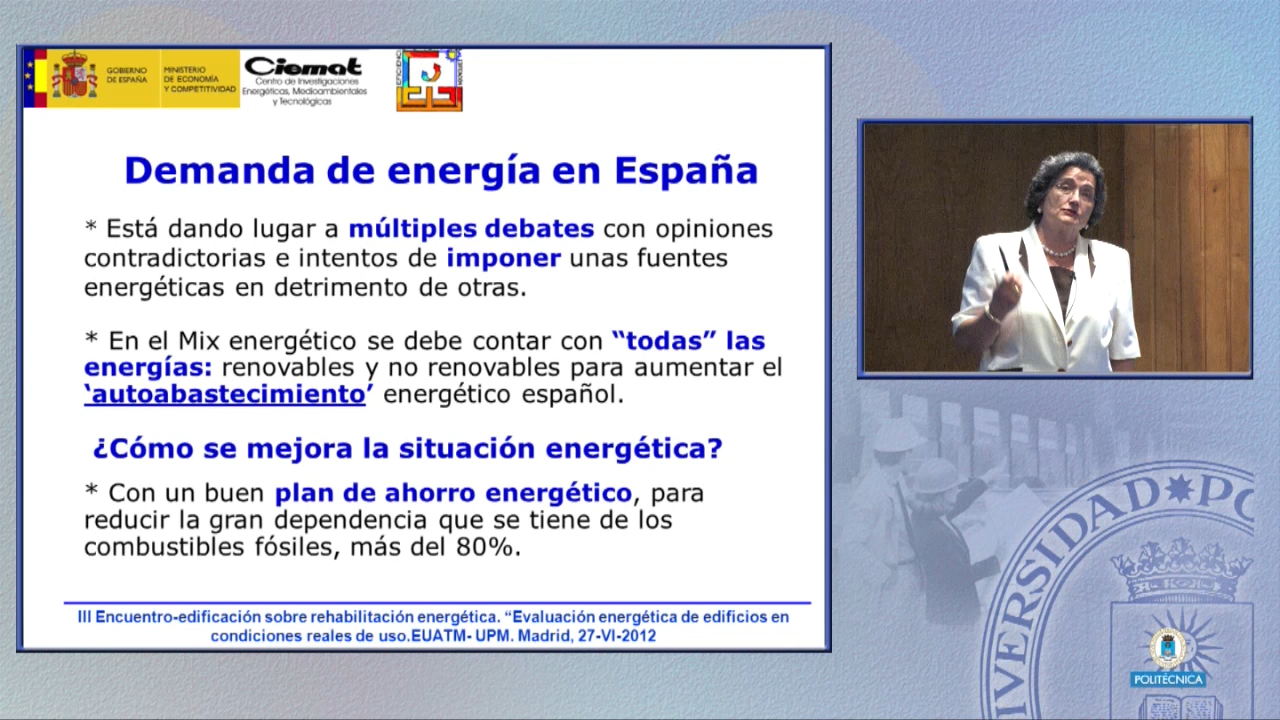 GOBIERNO
DE ESPAÑA
MINISTERIO
DE ECONOMÍA
Y COMPETITIVIDAD
Ciemat
Centro de Investigaciones
Energéticas, Medioambientales
y Tecnológicas
Demanda de energía en España
* Está dando lugar a múltiples debates con opiniones
contradictorias e intentos de imponer unas fuentes
energéticas en detrimento de otras.
* En el Mix energético se debe contar con “todas” las
energías: renovables y no renovables para aumentar el
‘autoabastecimiento’ energético español.
¿Cómo se mejora la situación energética?
* Con un buen plan de ahorro energético, para
reducir la gran dependencia que se tiene de los
combustibles fósiles, más del 80%.
III Encuentro-edificación sobre rehabilitación energética. “Evaluación energética de edificios en
condiciones reales de uso.EUATM- UPM. Madrid, 27-VI-2012
IVERSIDAD PO
POLITÉCNICA